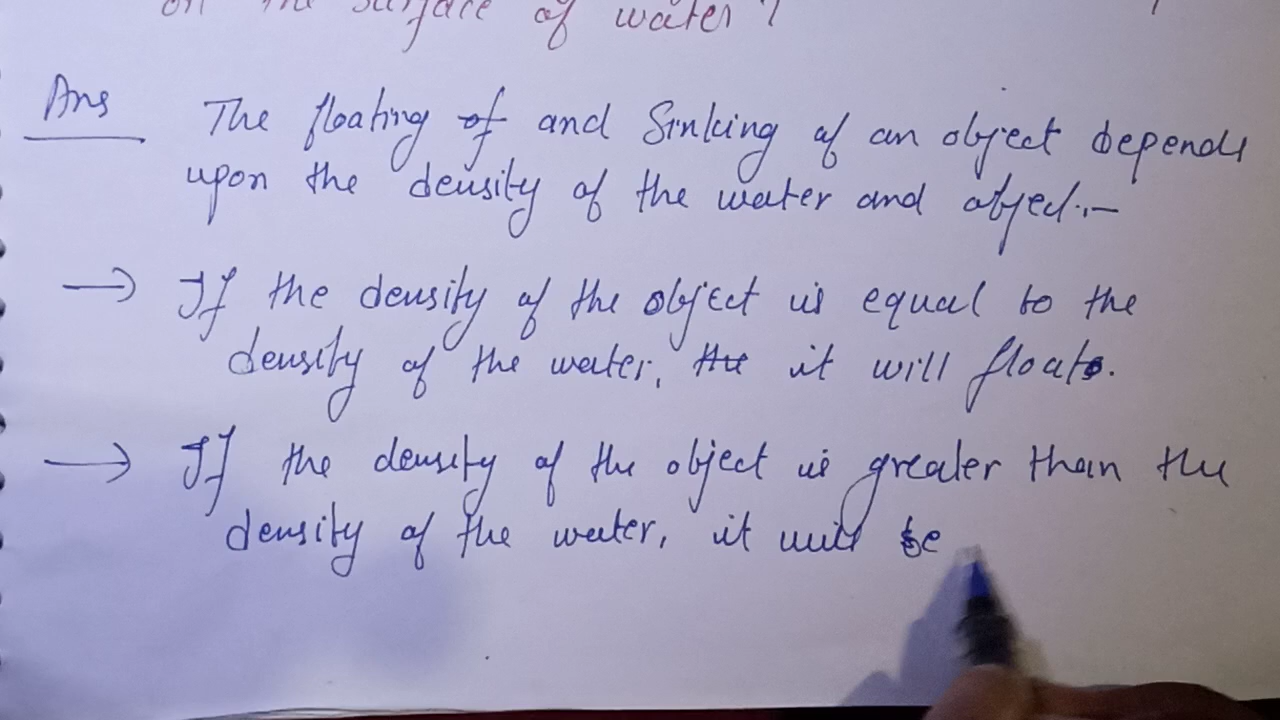 on the surface of water?
Ans
The floating of and Sinking of an object depends
upon the density of the water and object:-
→ If the density of the object is equal to the
density of the water, the it will floats.
→ If the density of the object is greater than the
density of the water, it will be